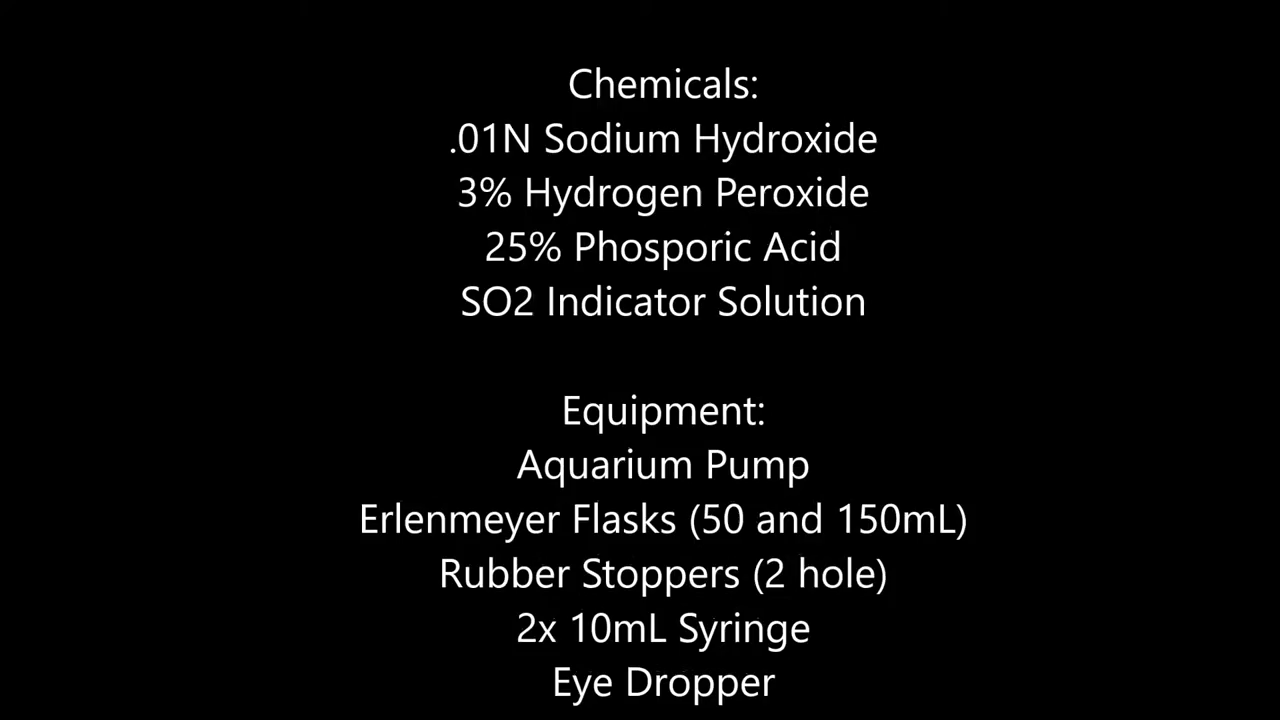 Chemicals:
.01N Sodium Hydroxide
3% Hydrogen Peroxide
25% Phosporic Acid
SO2 Indicator Solution
Equipment:
Aquarium Pump
Erlenmeyer Flasks (50 and 150mL)
Rubber Stoppers (2 hole)
2x 10mL Syringe
Eye Dropper